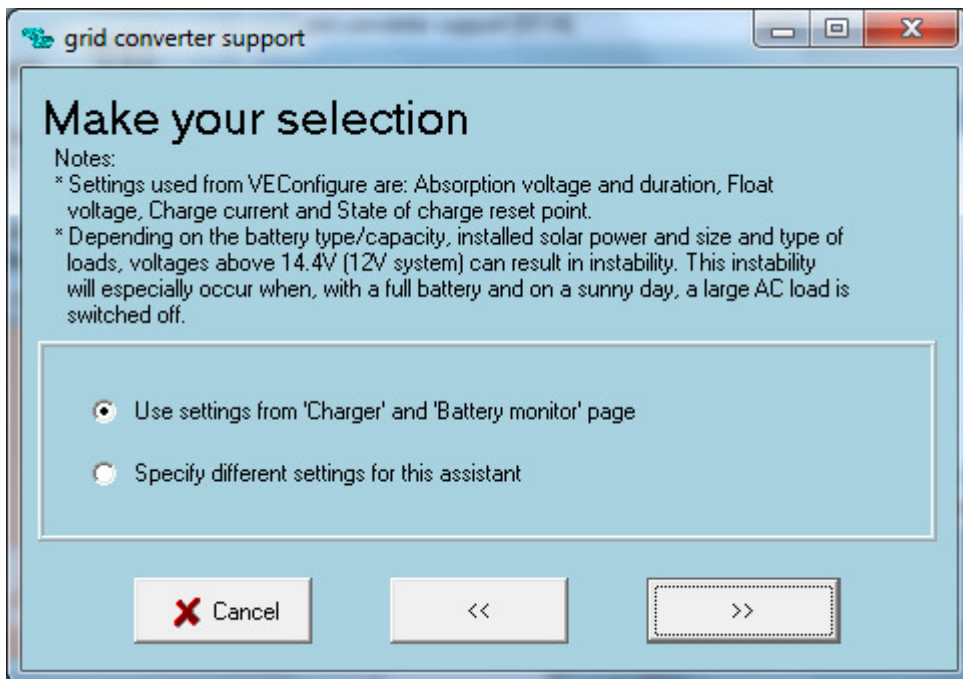 grid converter support
Make your selection
Notes:
* Settings used from VEConfigure are: Absorption voltage and duration, Float
voltage, Charge current and State of charge reset point.
* Depending on the battery type/capacity, installed solar power and size and type of
loads, voltages above 14.4V (12V system) can result in instability. This instability
will especially occur when, with a full battery and on a sunny day, a large AC load is
switched off.
Use settings from 'Charger' and 'Battery monitor' page
Specify different settings for this assistant
Cancel
<<
>>